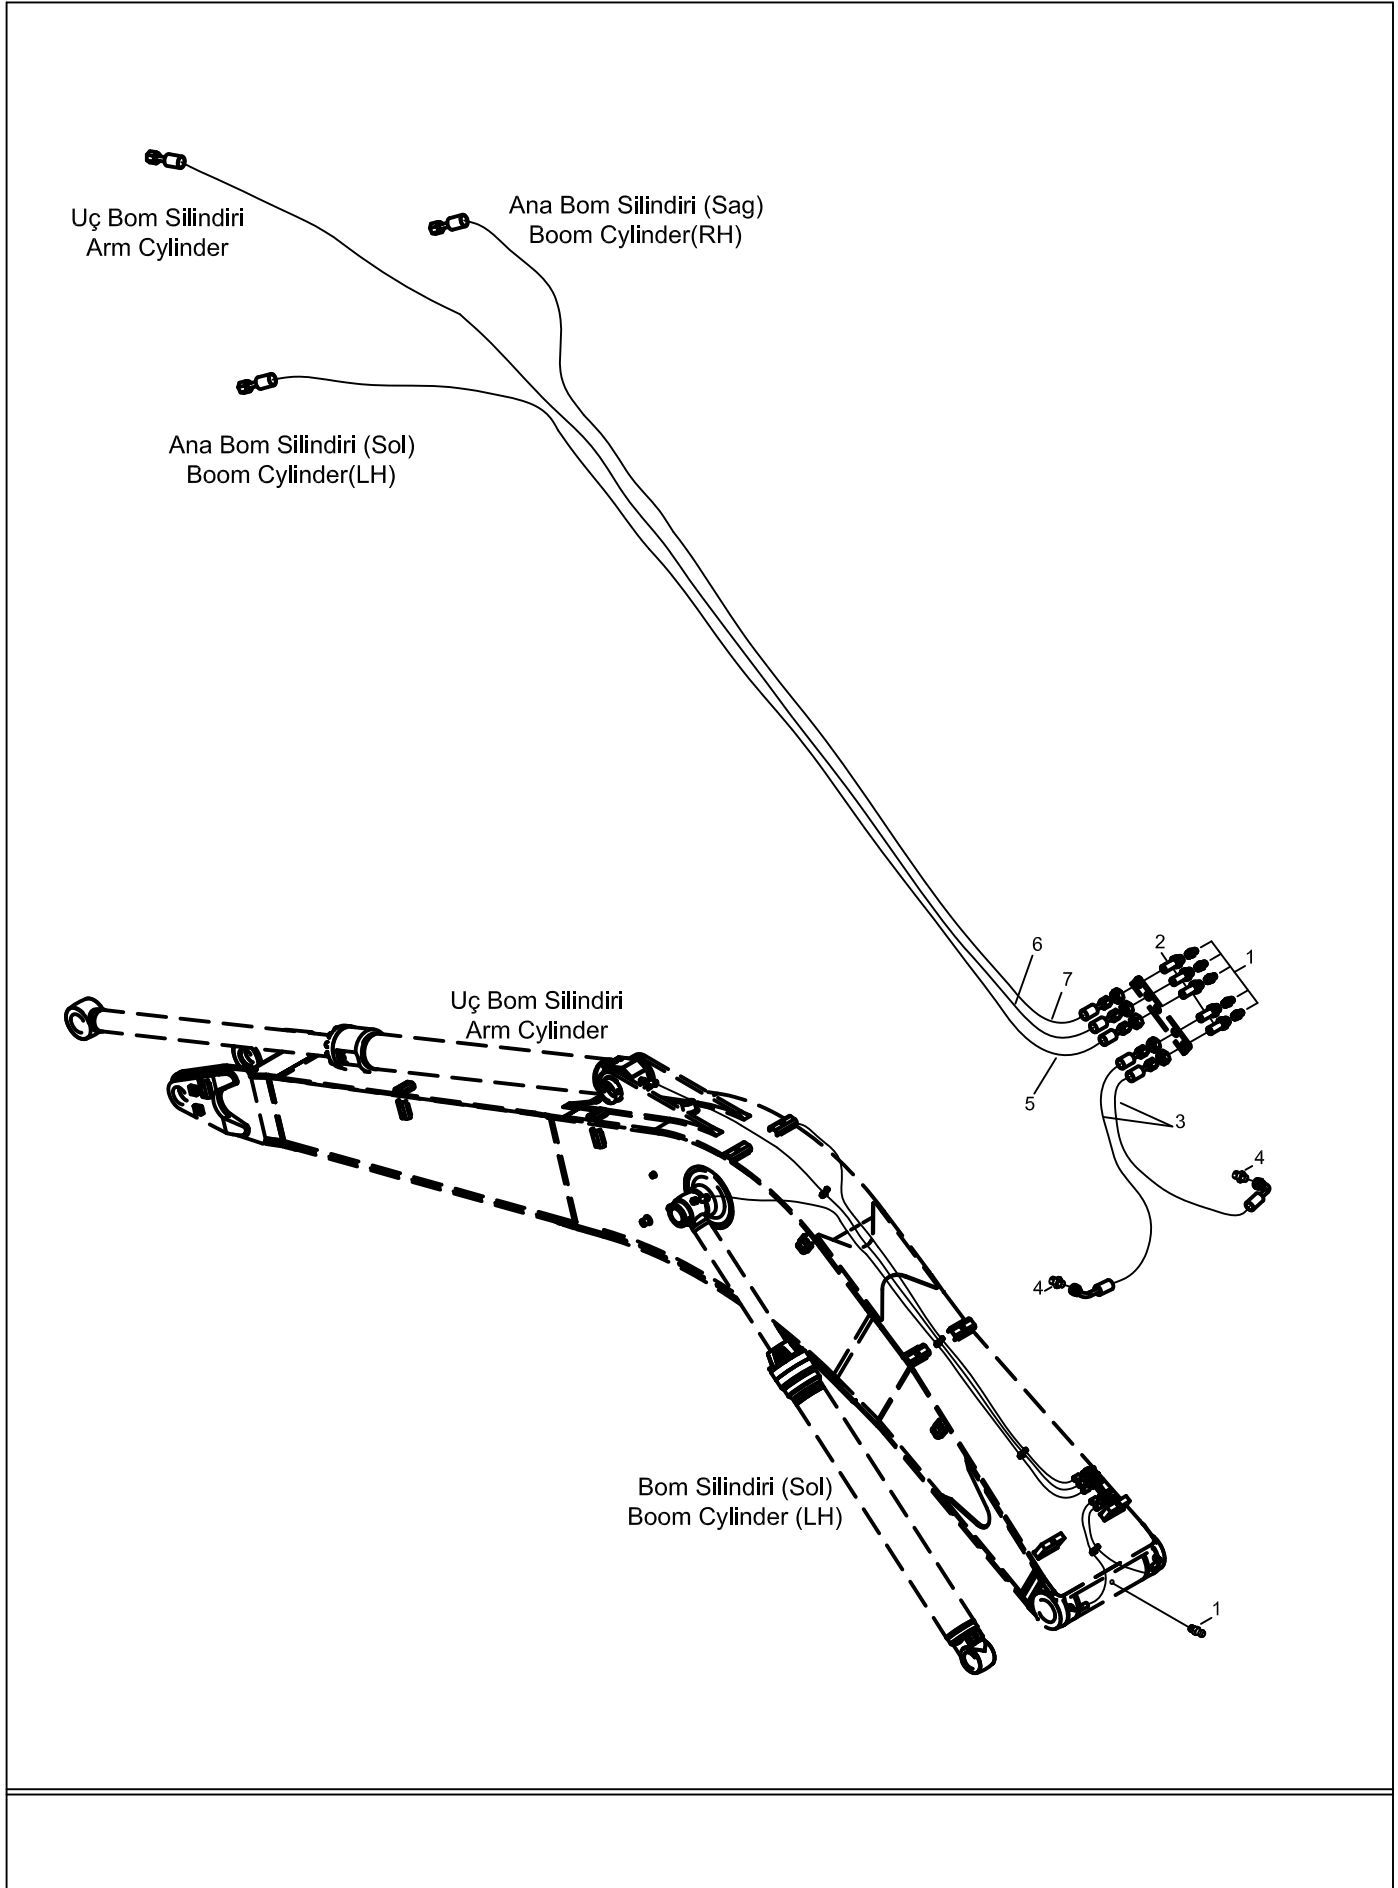 Uç Bom Silindiri
Arm Cylinder
Ana Bom Silindiri (Sag)
Boom Cylinder(RH)
Ana Bom Silindiri (Sol)
Boom Cylinder(LH)
6
2
1
7
Uç Bom Silindiri
Arm Cylinder
5
3
4
4
Bom Silindiri (Sol)
Boom Cylinder (LH)
1